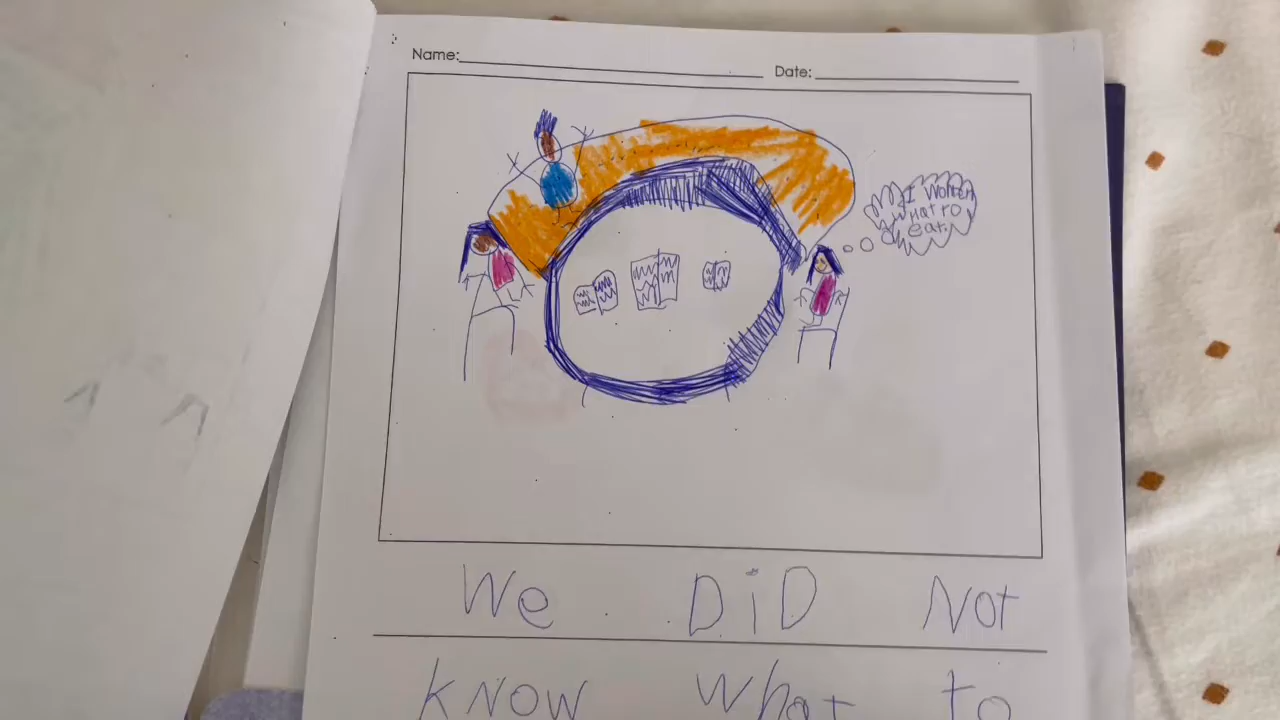 Name: Date:
I wonder
what to
eat.
We DiD Not
know what to